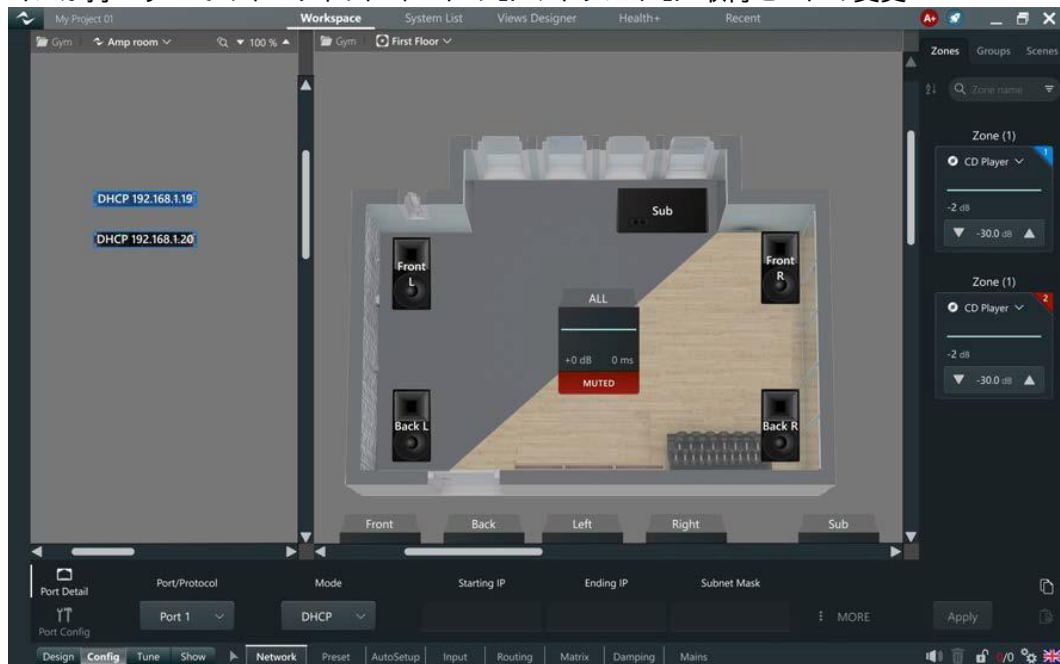 My Project 01
Workspace
System List
Views Designer
Health+
Recent
A+
Gym
Amp room
100 %
Gym
First Floor
Zones
Groups
Scenes
Zone name
Zone (1)
1
CD Player
-2 dB
-30.0 dB
Zone (1)
2
CD Player
-2 dB
-30.0 dB
DHCP 192.168.1.19
DHCP 192.168.1.20
Sub
Front L
Front R
ALL
+0 dB 0 ms
MUTED
Back L
Back R
Front
Back
Left
Right
Sub
Port Detail
Port Config
Port/Protocol
Mode
Starting IP
Ending IP
Subnet Mask
Port 1
DHCP
MORE
Apply
Design
Config
Tune
Show
Network
Preset
AutoSetup
Input
Routing
Matrix
Damping
Mains
0/0